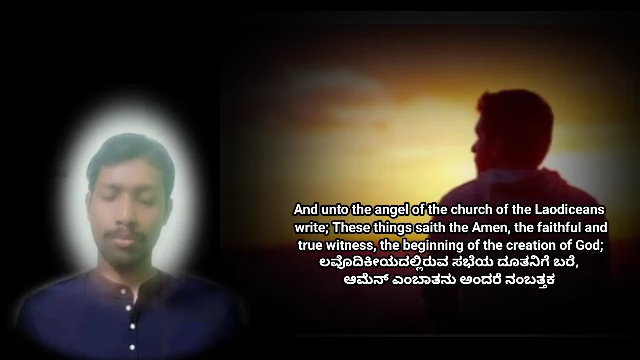 And unto the angel of the church of the Laodiceans
write; These things saith the Amen, the faithful and
true witness, the beginning of the creation of God;
ಲವೊದಿಕೀಯದಲ್ಲಿರುವ ಸಭೆಯ ದೂತನಿಗೆ ಬರೆ,
ಆಮೆನ್ ಎಂಬಾತನು ಅಂದರೆ ನಂಬತ್ತಕ